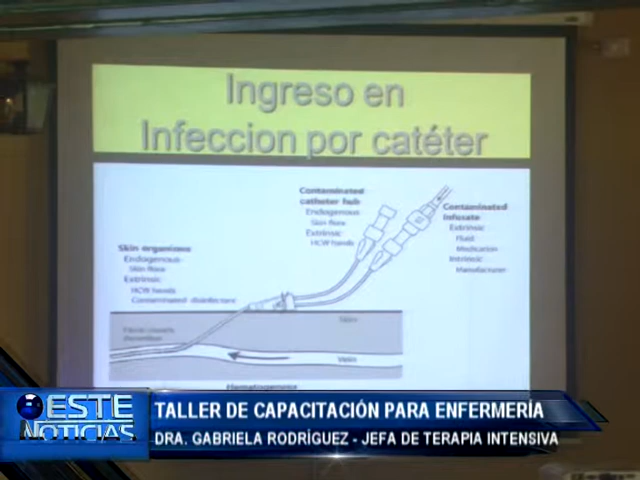 Ingreso en
Infeccion por catéter
Contaminated
catheter hub
Endogenous
Skin flora
Extrinsic
HCW hands
Contaminated
Infusate
Extrinsic
Fluid
Medication
Intrinsic
Manufacturer
Skin organisms
Endogenous
Skin flora
Extrinsic
HCW hands
Contaminated disinfectant
Skin
Vein
Hematogenous
OESTE
NOTICIAS
TALLER DE CAPACITACIÓN PARA ENFERMERÍA
DRA. GABRIELA RODRÍGUEZ - JEFA DE TERAPIA INTENSIVA